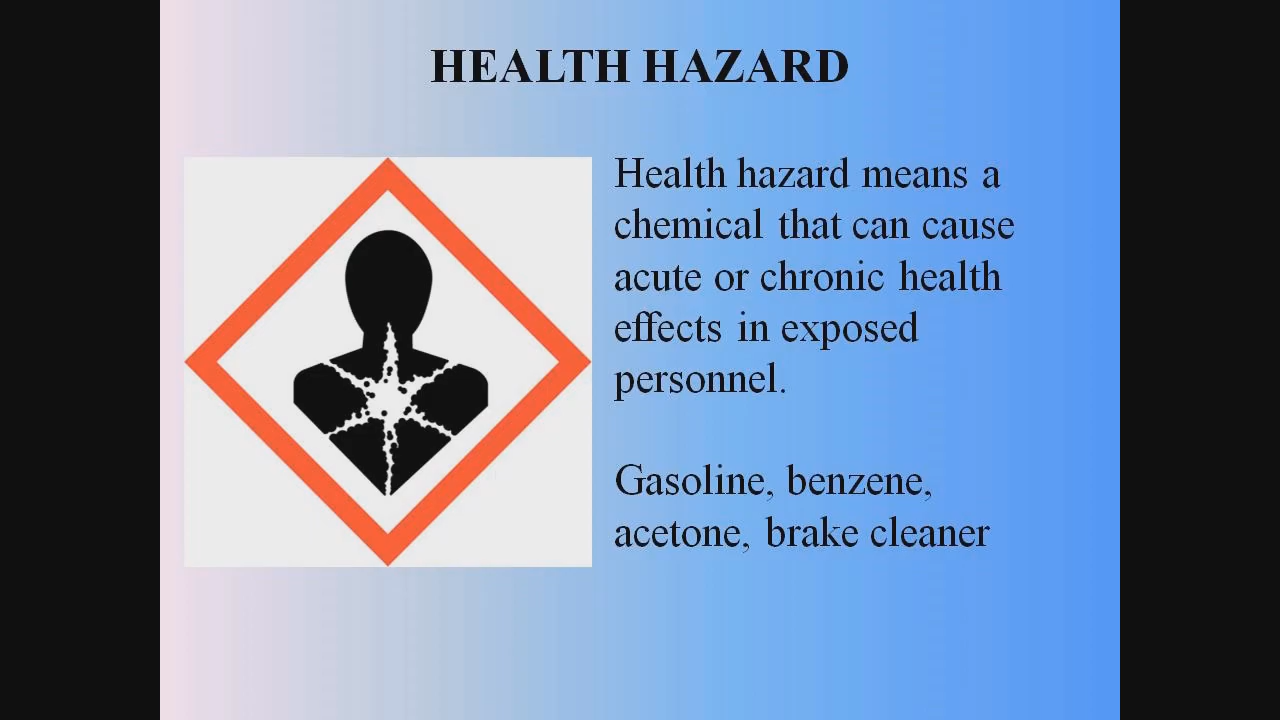 HEALTH HAZARD
Health hazard means a
chemical that can cause
acute or chronic health
effects in exposed
personnel.
Gasoline, benzene,
acetone, brake cleaner